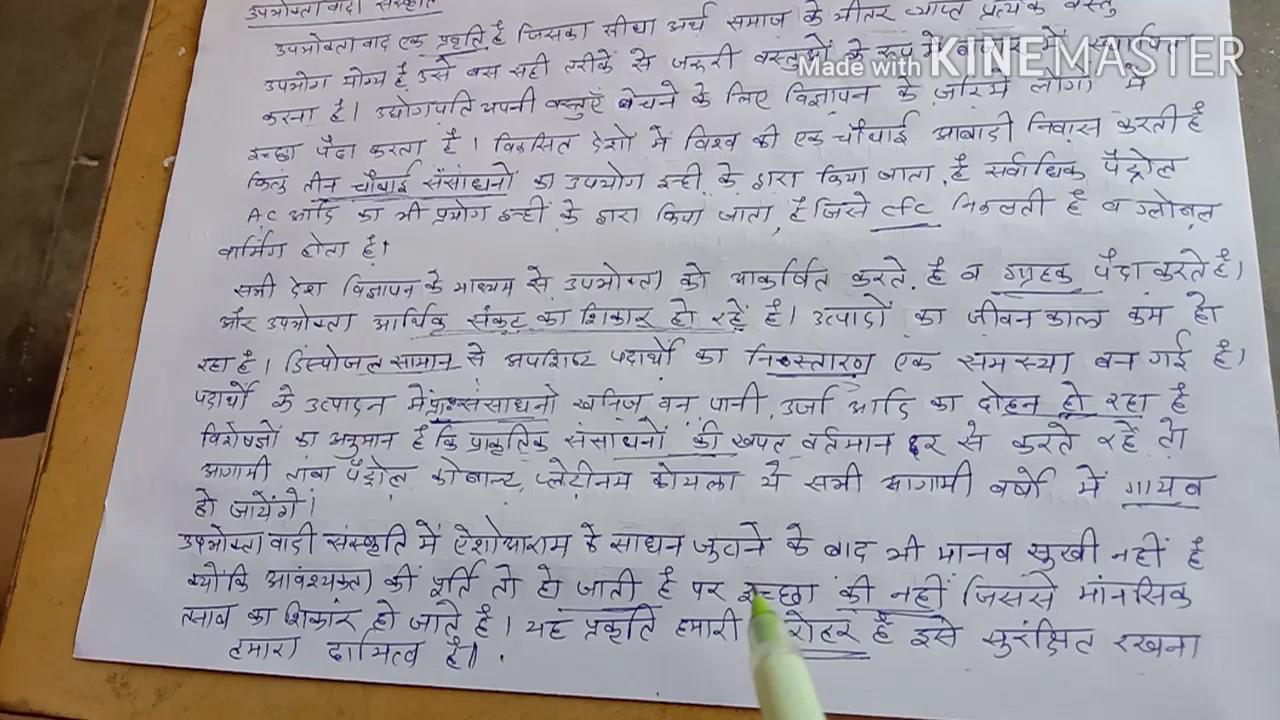 उपभोक्तावादी संस्कृति
उपभोक्तावाद एक प्रवृति है जिसका सीधा अर्थ समाज के भीतर व्याप्त प्रत्येक वस्तु
उपभोग योग्य है इसे बस सही तरीके से जरुरी वस्तुओं के रूप में बाजार में स्थापित
Made with KINEMASTER
करना है। उद्योगपति अपनी वस्तुएँ बेचने के लिए विज्ञापन के जरिये लोगों में
इच्छा पैदा करता है। विकसित देशो में विश्व की एक चौथाई आबादी निवास करती है
किन्तु तीन चौथाई संसाधनों का उपयोग इन्ही के द्वारा किया जाता है सर्वाधिक पैट्रोल
AC आदि का भी प्रयोग इन्हीं के द्वारा किया जाता है जिसे CFC निकलती है व ग्लोबल
वार्मिंग होता है।
सभी देश विज्ञापन के माध्यम से उपभोक्ता को आकर्षित करते है व ग्राहक पैदा करते है।
और उपभोक्ता आर्थिक संकट का शिकार हो रहें है। उत्पादों का जीवन काल कम हो
रहा है। डिस्पोजल सामान से अपशिष्ट पदार्थो का निस्तारण एक समस्या बन गई है।
पदार्थो के उत्पादन में संसाधनो खनिज वन पानी उर्जा आदि का दोहन हो रहा है
विशेषज्ञों का अनुमान है कि प्राकृतिक संसाधनों की खपत वर्तमान दर से करते रहें तो
आगामी तांबा पैट्रोल कोबाल्ट प्लेटीनम कोयला ये सभी आगामी वर्षो में गायब
हो जायेंगे।
उपभोक्तावादी संस्कृति में ऐशोआराम के साधन जुटाने के बाद भी मानव सुखी नहीं है
क्योंकि आवश्यक्ता की पूर्ति तो हो जाती है पर इच्छा की नहीं जिससे मांनसिक
तनाव का शिकार हो जाते है। यह प्रकृति हमारी रोहर है इसे सुरंक्षित रखना
हमारा दायित्व है।